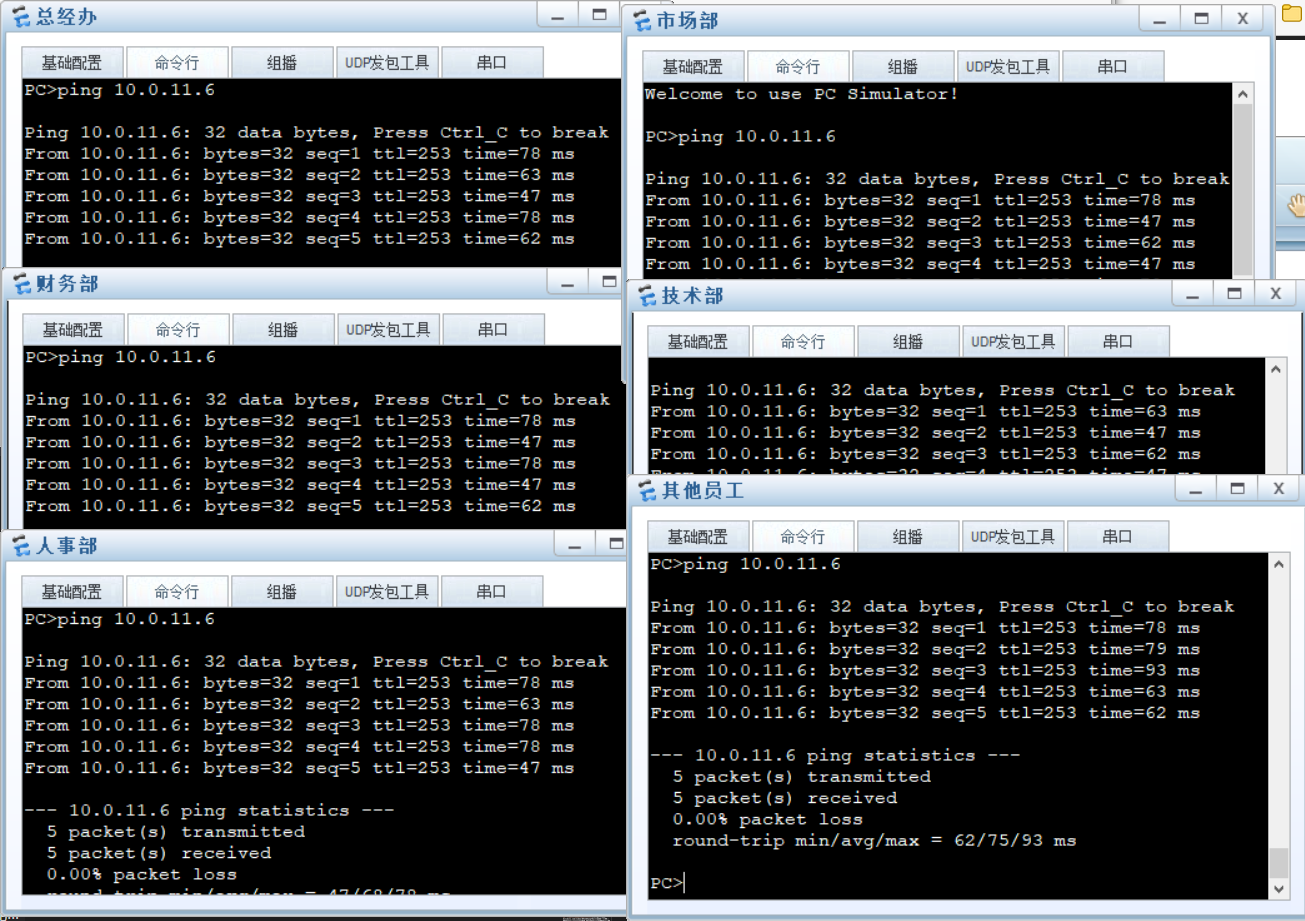 总经办
基础配置 命令行 组播 UDP发包工具 串口
PC>ping 10.0.11.6
Ping 10.0.11.6: 32 data bytes, Press Ctrl_C to break
From 10.0.11.6: bytes=32 seq=1 ttl=253 time=78 ms
From 10.0.11.6: bytes=32 seq=2 ttl=253 time=63 ms
From 10.0.11.6: bytes=32 seq=3 ttl=253 time=47 ms
From 10.0.11.6: bytes=32 seq=4 ttl=253 time=78 ms
From 10.0.11.6: bytes=32 seq=5 ttl=253 time=62 ms
财务部
基础配置 命令行 组播 UDP发包工具 串口
PC>ping 10.0.11.6
Ping 10.0.11.6: 32 data bytes, Press Ctrl_C to break
From 10.0.11.6: bytes=32 seq=1 ttl=253 time=78 ms
From 10.0.11.6: bytes=32 seq=2 ttl=253 time=47 ms
From 10.0.11.6: bytes=32 seq=3 ttl=253 time=78 ms
From 10.0.11.6: bytes=32 seq=4 ttl=253 time=47 ms
From 10.0.11.6: bytes=32 seq=5 ttl=253 time=62 ms
人事部
基础配置 命令行 组播 UDP发包工具 串口
PC>ping 10.0.11.6
Ping 10.0.11.6: 32 data bytes, Press Ctrl_C to break
From 10.0.11.6: bytes=32 seq=1 ttl=253 time=78 ms
From 10.0.11.6: bytes=32 seq=2 ttl=253 time=63 ms
From 10.0.11.6: bytes=32 seq=3 ttl=253 time=78 ms
From 10.0.11.6: bytes=32 seq=4 ttl=253 time=78 ms
From 10.0.11.6: bytes=32 seq=5 ttl=253 time=47 ms
--- 10.0.11.6 ping statistics ---
5 packet(s) transmitted
5 packet(s) received
0.00% packet loss
市场部
基础配置 命令行 组播 UDP发包工具 串口
Welcome to use PC Simulator!
PC>ping 10.0.11.6
Ping 10.0.11.6: 32 data bytes, Press Ctrl_C to break
From 10.0.11.6: bytes=32 seq=1 ttl=253 time=78 ms
From 10.0.11.6: bytes=32 seq=2 ttl=253 time=47 ms
From 10.0.11.6: bytes=32 seq=3 ttl=253 time=62 ms
From 10.0.11.6: bytes=32 seq=4 ttl=253 time=47 ms
技术部
基础配置 命令行 组播 UDP发包工具 串口
Ping 10.0.11.6: 32 data bytes, Press Ctrl_C to break
From 10.0.11.6: bytes=32 seq=1 ttl=253 time=63 ms
From 10.0.11.6: bytes=32 seq=2 ttl=253 time=47 ms
From 10.0.11.6: bytes=32 seq=3 ttl=253 time=62 ms
其他员工
基础配置 命令行 组播 UDP发包工具 串口
PC>ping 10.0.11.6
Ping 10.0.11.6: 32 data bytes, Press Ctrl_C to break
From 10.0.11.6: bytes=32 seq=1 ttl=253 time=78 ms
From 10.0.11.6: bytes=32 seq=2 ttl=253 time=79 ms
From 10.0.11.6: bytes=32 seq=3 ttl=253 time=93 ms
From 10.0.11.6: bytes=32 seq=4 ttl=253 time=63 ms
From 10.0.11.6: bytes=32 seq=5 ttl=253 time=62 ms
--- 10.0.11.6 ping statistics ---
5 packet(s) transmitted
5 packet(s) received
0.00% packet loss
round-trip min/avg/max = 62/75/93 ms
PC>